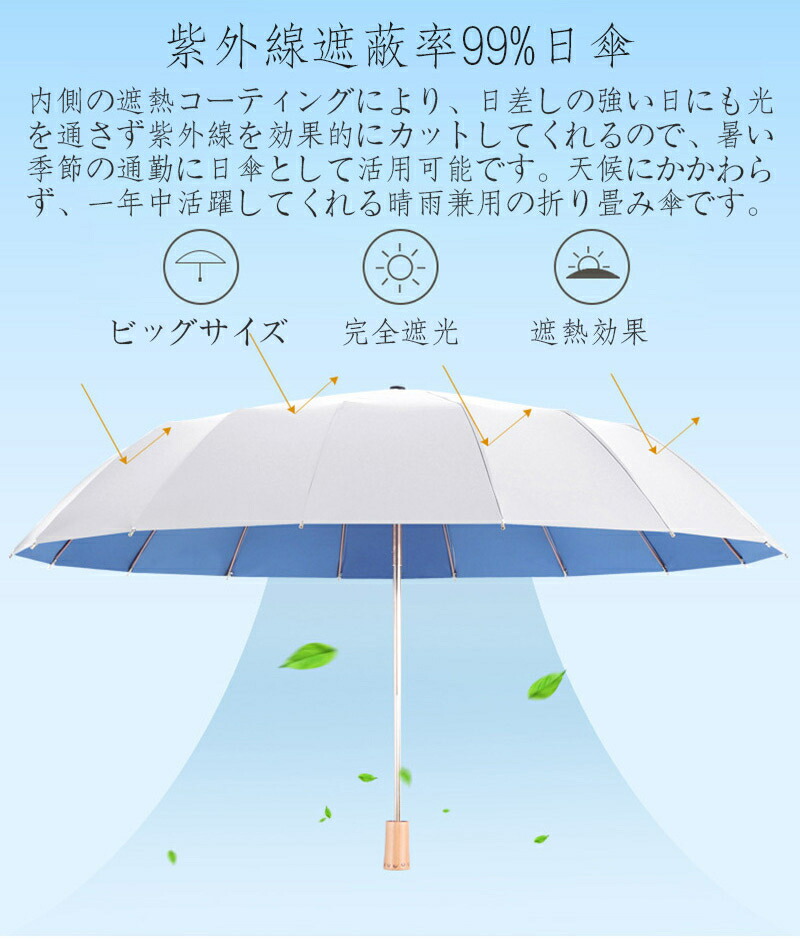 紫外線遮蔽率99%日傘
内側の遮熱コーティングにより、日差しの強い日にも光
を通さず紫外線を効果的にカットしてくれるので、暑い
季節の通勤に日傘として活用可能です。天候にかかわら
ず、一年中活躍してくれる晴雨兼用の折り畳み傘です。
ビッグサイズ 完全遮光 遮熱効果